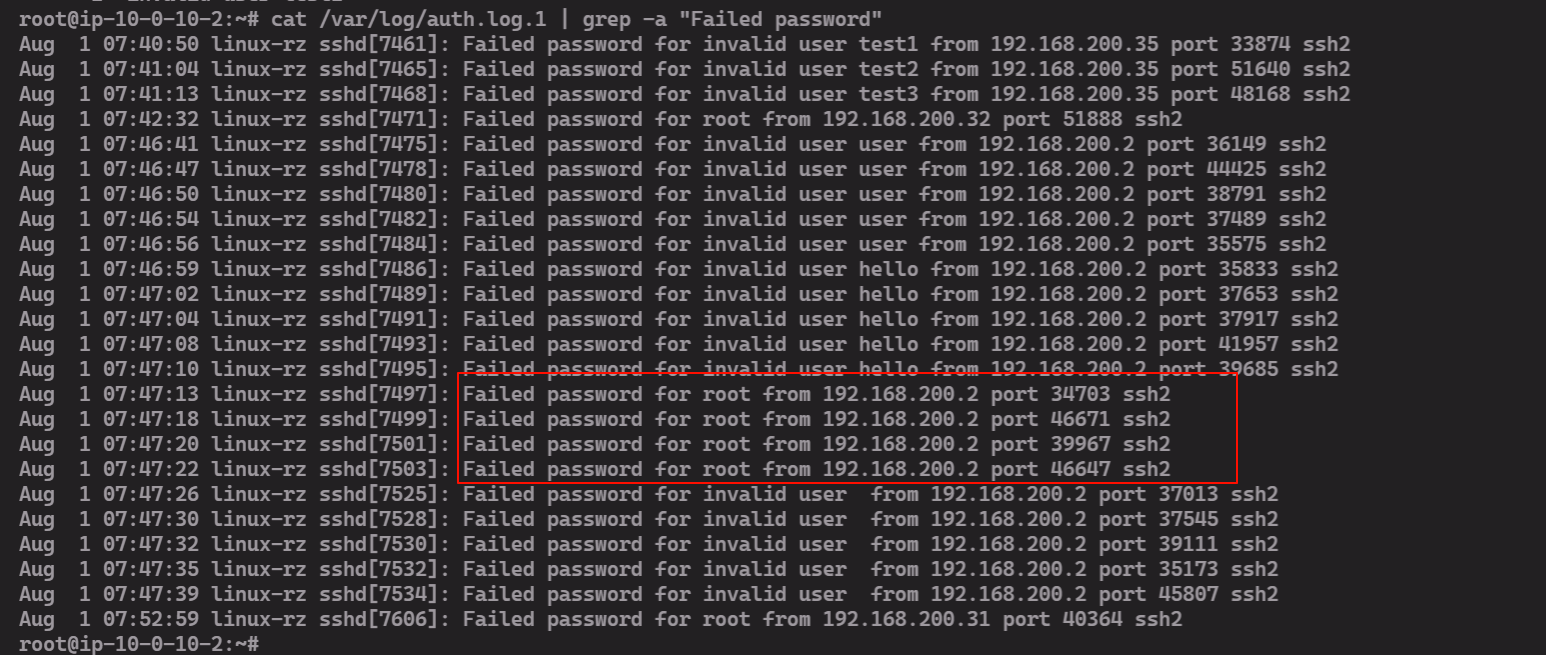 root@ip-10-0-10-2:~# cat /var/log/auth.log.1 | grep -a "Failed password"
Aug  1 07:40:50 linux-rz sshd[7461]: Failed password for invalid user test1 from 192.168.200.35 port 33874 ssh2
Aug  1 07:41:04 linux-rz sshd[7465]: Failed password for invalid user test2 from 192.168.200.35 port 51640 ssh2
Aug  1 07:41:13 linux-rz sshd[7468]: Failed password for invalid user test3 from 192.168.200.35 port 48168 ssh2
Aug  1 07:42:32 linux-rz sshd[7471]: Failed password for root from 192.168.200.32 port 51888 ssh2
Aug  1 07:46:41 linux-rz sshd[7475]: Failed password for invalid user user from 192.168.200.2 port 36149 ssh2
Aug  1 07:46:47 linux-rz sshd[7478]: Failed password for invalid user user from 192.168.200.2 port 44425 ssh2
Aug  1 07:46:50 linux-rz sshd[7480]: Failed password for invalid user user from 192.168.200.2 port 38791 ssh2
Aug  1 07:46:54 linux-rz sshd[7482]: Failed password for invalid user user from 192.168.200.2 port 37489 ssh2
Aug  1 07:46:56 linux-rz sshd[7484]: Failed password for invalid user user from 192.168.200.2 port 35575 ssh2
Aug  1 07:46:59 linux-rz sshd[7486]: Failed password for invalid user hello from 192.168.200.2 port 35833 ssh2
Aug  1 07:47:02 linux-rz sshd[7489]: Failed password for invalid user hello from 192.168.200.2 port 37653 ssh2
Aug  1 07:47:04 linux-rz sshd[7491]: Failed password for invalid user hello from 192.168.200.2 port 37917 ssh2
Aug  1 07:47:08 linux-rz sshd[7493]: Failed password for invalid user hello from 192.168.200.2 port 41957 ssh2
Aug  1 07:47:10 linux-rz sshd[7495]: Failed password for invalid user hello from 192.168.200.2 port 39685 ssh2
Aug  1 07:47:13 linux-rz sshd[7497]: Failed password for root from 192.168.200.2 port 34703 ssh2
Aug  1 07:47:18 linux-rz sshd[7499]: Failed password for root from 192.168.200.2 port 46671 ssh2
Aug  1 07:47:20 linux-rz sshd[7501]: Failed password for root from 192.168.200.2 port 39967 ssh2
Aug  1 07:47:22 linux-rz sshd[7503]: Failed password for root from 192.168.200.2 port 46647 ssh2
Aug  1 07:47:26 linux-rz sshd[7525]: Failed password for invalid user  from 192.168.200.2 port 37013 ssh2
Aug  1 07:47:30 linux-rz sshd[7528]: Failed password for invalid user  from 192.168.200.2 port 37545 ssh2
Aug  1 07:47:32 linux-rz sshd[7530]: Failed password for invalid user  from 192.168.200.2 port 39111 ssh2
Aug  1 07:47:35 linux-rz sshd[7532]: Failed password for invalid user  from 192.168.200.2 port 35173 ssh2
Aug  1 07:47:39 linux-rz sshd[7534]: Failed password for invalid user  from 192.168.200.2 port 45807 ssh2
Aug  1 07:52:59 linux-rz sshd[7606]: Failed password for root from 192.168.200.31 port 40364 ssh2
root@ip-10-0-10-2:~#